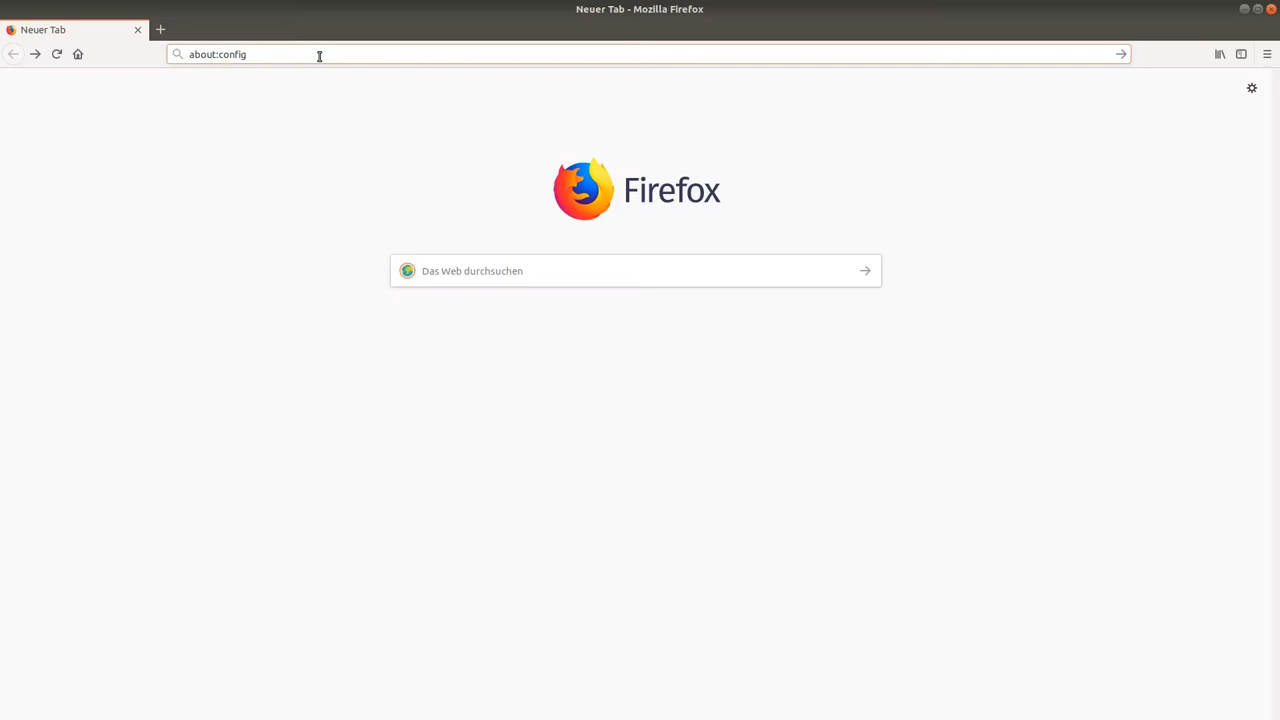 Neuer Tab - Mozilla Firefox
Neuer Tab
about:config
Firefox
Das Web durchsuchen